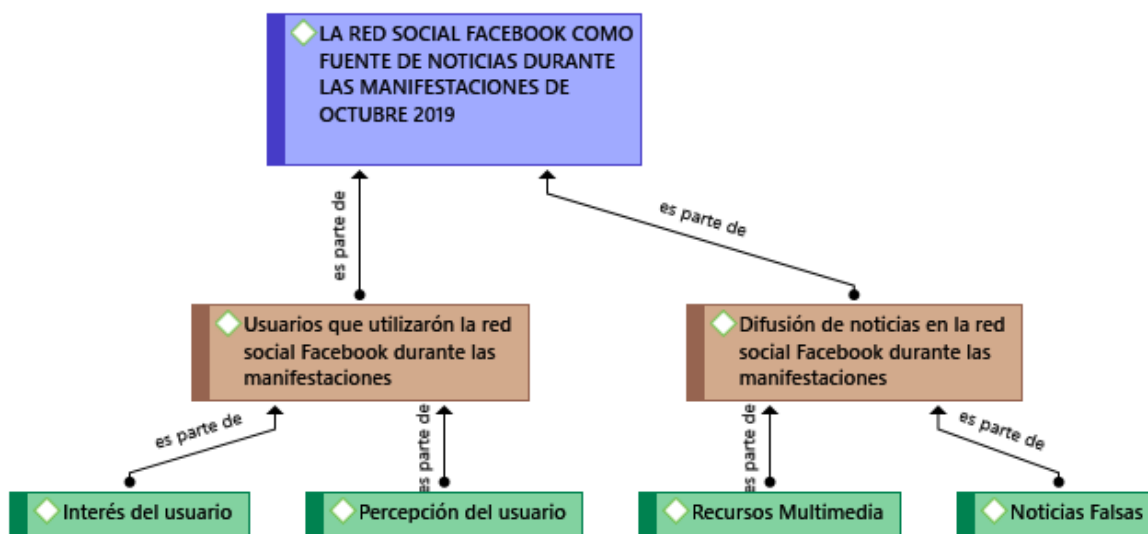 LA RED SOCIAL FACEBOOK COMO
FUENTE DE NOTICIAS DURANTE
LAS MANIFESTACIONES DE
OCTUBRE 2019
es parte de
es parte de
Usuarios que utilizarón la red
social Facebook durante las
manifestaciones
Difusión de noticias en la red
social Facebook durante las
manifestaciones
es parte de
es parte de
es parte de
es parte de
Interés del usuario
Percepción del usuario
Recursos Multimedia
Noticias Falsas